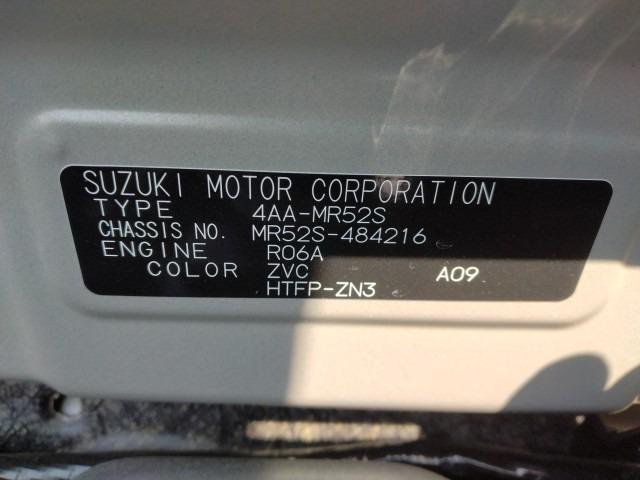 SUZUKI MOTOR CORPORATION
TYPE 4AA-MR52S
CHASSIS NO. MR52S-484216
ENGINE R06A
COLOR ZVC A09
HTFP-ZN3